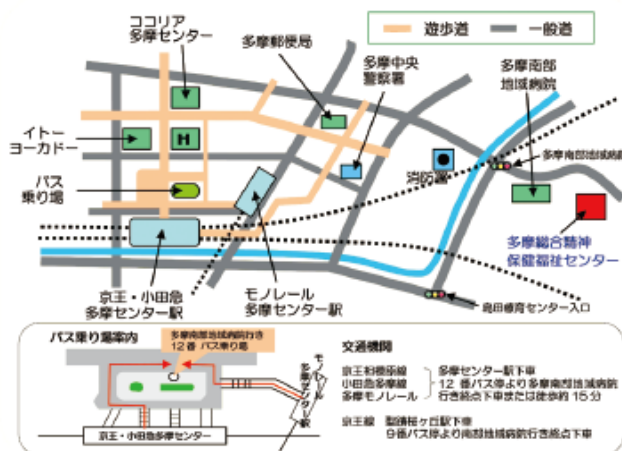 ココリア
多摩センター
多摩郵便局
遊歩道
一般道
多摩中央
警察署
多摩南部
地域病院
イトー
ヨーカドー
H
バス
乗り場
消防署
多摩南部地域病院
多摩総合精神
保健福祉センター
京王・小田急
多摩センター駅
モノレール
多摩センター駅
島田療育センター入口
バス乗り場案内
多摩南部地域病院行き
12番 バス乗り場
モノレール
多摩センター駅
京王・小田急多摩センター
交通機関
京王相模原線
小田急多摩線
多摩モノレール
多摩センター駅下車
12番バス停より多摩南部地域病院
行き終点下車または徒歩約15分
京王線 聖蹟桜ヶ丘駅下車
9番バス停より南部地域病院行き終点下車